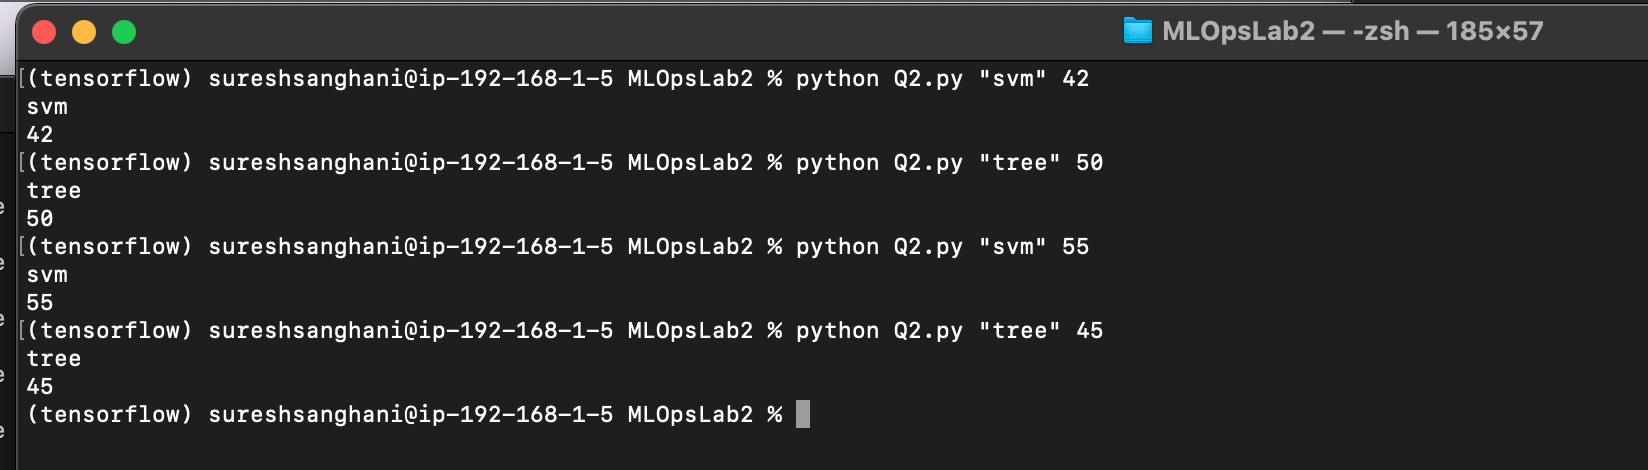 MLOpsLab2 — -zsh — 185×57
[(tensorflow) sureshsanghani@ip-192-168-1-5 MLOpsLab2 % python Q2.py "svm" 42
svm
42
[(tensorflow) sureshsanghani@ip-192-168-1-5 MLOpsLab2 % python Q2.py "tree" 50
tree
50
[(tensorflow) sureshsanghani@ip-192-168-1-5 MLOpsLab2 % python Q2.py "svm" 55
svm
55
[(tensorflow) sureshsanghani@ip-192-168-1-5 MLOpsLab2 % python Q2.py "tree" 45
tree
45
(tensorflow) sureshsanghani@ip-192-168-1-5 MLOpsLab2 %